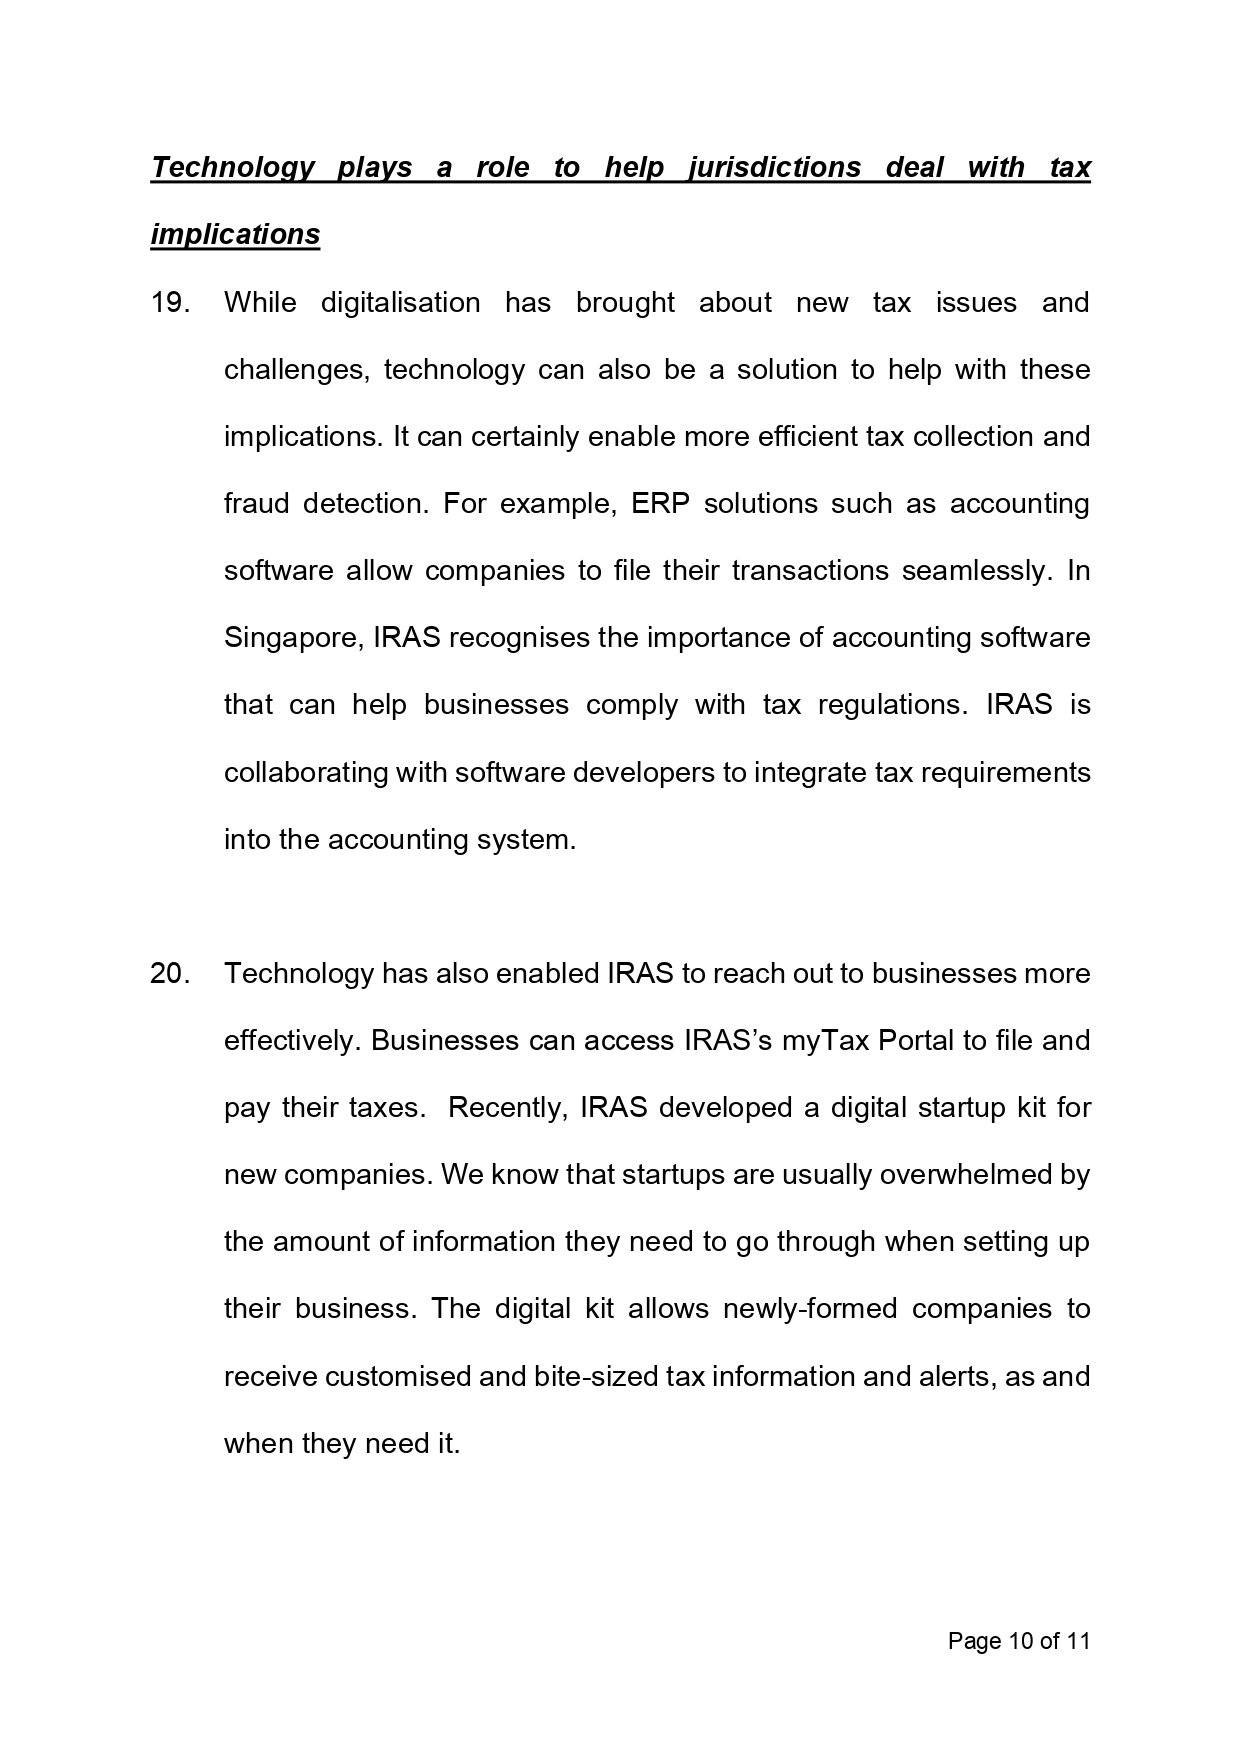 Technology plays a role to help jurisdictions deal with tax
implications
19. While digitalisation has brought about new tax issues and
challenges, technology can also be a solution to help with these
implications. It can certainly enable more efficient tax collection and
fraud detection. For example, ERP solutions such as accounting
software allow companies to file their transactions seamlessly. In
Singapore, IRAS recognises the importance of accounting software
that can help businesses comply with tax regulations. IRAS is
collaborating with software developers to integrate tax requirements
into the accounting system.
20. Technology has also enabled IRAS to reach out to businesses more
effectively. Businesses can access IRAS’s myTax Portal to file and
pay their taxes.  Recently, IRAS developed a digital startup kit for
new companies. We know that startups are usually overwhelmed by
the amount of information they need to go through when setting up
their business. The digital kit allows newly-formed companies to
receive customised and bite-sized tax information and alerts, as and
when they need it.
Page 10 of 11